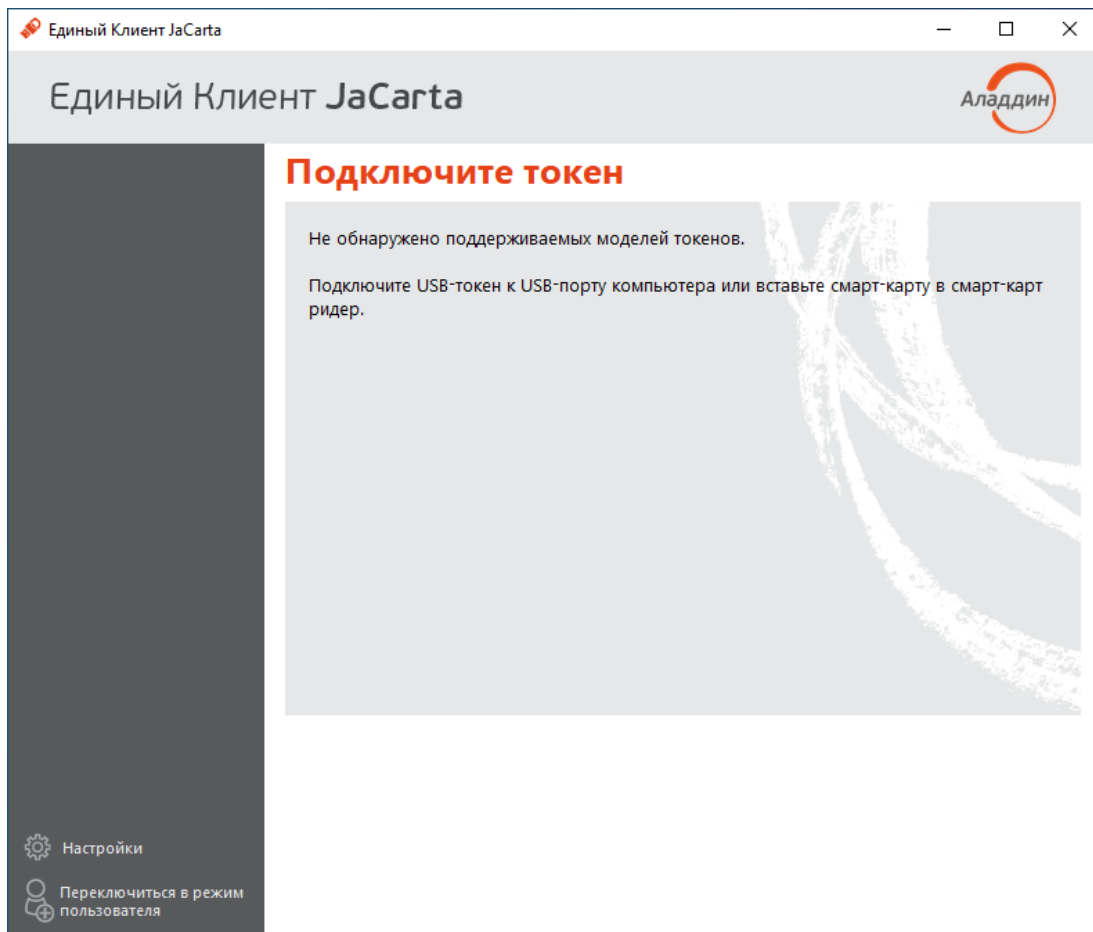 Единый Клиент JaCarta
Единый Клиент JaCarta
Аладдин
Подключите токен
Не обнаружено поддерживаемых моделей токенов.
Подключите USB-токен к USB-порту компьютера или вставьте смарт-карту в смарт-карт
ридер.
Настройки
Переключиться в режим
пользователя